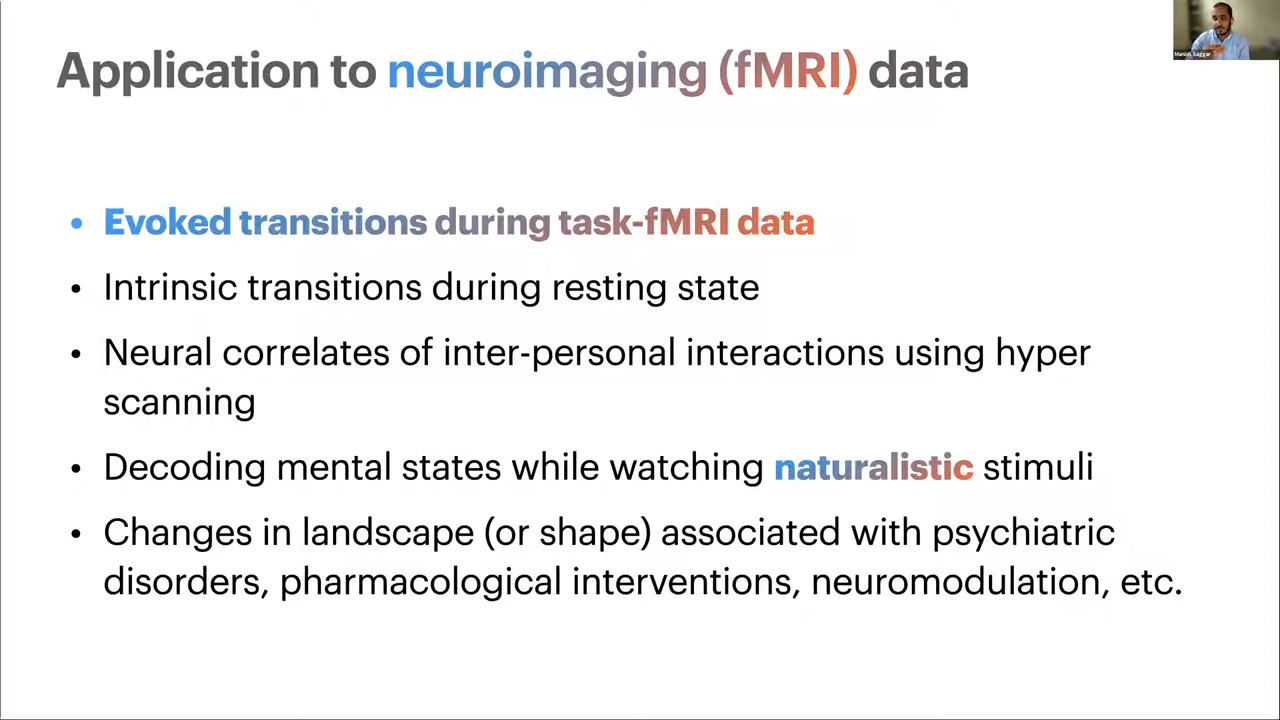 Application to neuroimaging (fMRI) data
Manish Saggar
• Evoked transitions during task-fMRI data
• Intrinsic transitions during resting state
• Neural correlates of inter-personal interactions using hyper
scanning
• Decoding mental states while watching naturalistic stimuli
• Changes in landscape (or shape) associated with psychiatric
disorders, pharmacological interventions, neuromodulation, etc.